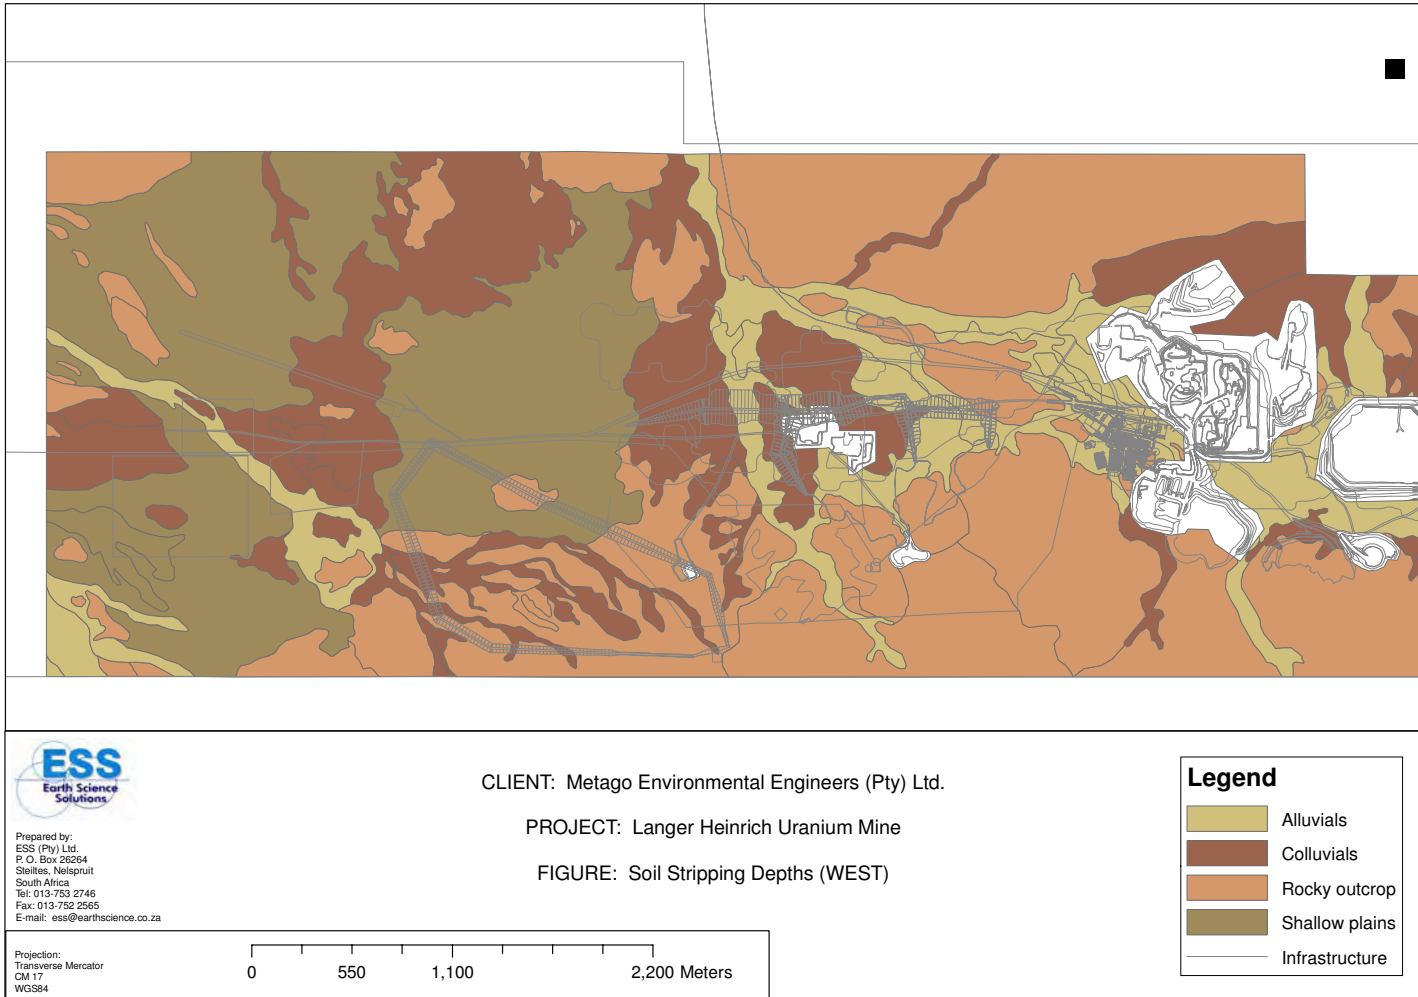 ESS
Earth Science
Solutions
Prepared by:
ESS (Pty) Ltd.
P. O. Box 26264
Steiltes, Nelspruit
South Africa
Tel: 013-753 2746
Fax: 013-752 2565
E-mail: ess@earthscience.co.za
CLIENT: Metago Environmental Engineers (Pty) Ltd.
PROJECT: Langer Heinrich Uranium Mine
FIGURE: Soil Stripping Depths (WEST)
Legend
Alluvials
Colluvials
Rocky outcrop
Shallow plains
Infrastructure
Projection:
Transverse Mercator
CM 17
WGS84
0 550 1,100 2,200 Meters